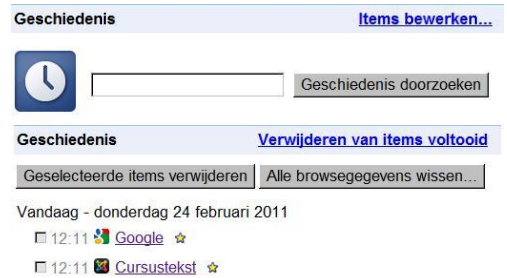 Geschiedenis Items bewerken...
Geschiedenis doorzoeken
Geschiedenis Verwijderen van items voltooid
Geselecteerde items verwijderen Alle browsegegevens wissen...
Vandaag - donderdag 24 februari 2011
12:11 Google
12:11 Cursustekst